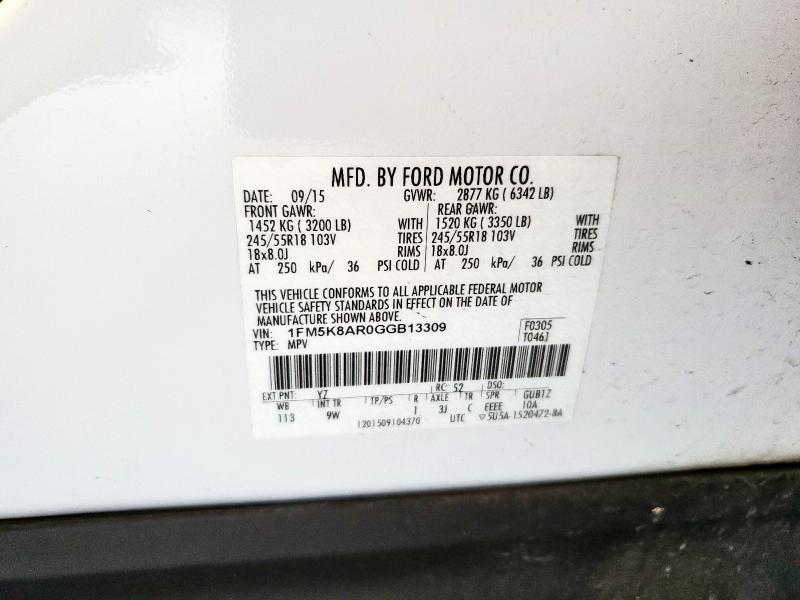 MFD. BY FORD MOTOR CO.
DATE: 09/15 GVWR: 2877 KG ( 6342 LB)
FRONT GAWR: REAR GAWR:
1452 KG ( 3200 LB) WITH 1520 KG ( 3350 LB) WITH
245/55R18 103V TIRES 245/55R18 103V TIRES
18x8.0J RIMS 18x8.0J RIMS
AT 250 kPa/ 36 PSI COLD AT 250 kPa/ 36 PSI COLD
THIS VEHICLE CONFORMS TO ALL APPLICABLE FEDERAL MOTOR
VEHICLE SAFETY STANDARDS IN EFFECT ON THE DATE OF
MANUFACTURE SHOWN ABOVE.
VIN: 1FM5K8AR0GGB13309 F0305
TYPE: MPV T046J
EXT PNT: YZ RC: 52 DSO:
WB INT TR TP/PS R AXLE TR SPR GUB1Z
113 9W 1 3J C EEEE 10A
1201509104370 UTC ▽5U5A-1520472-BA